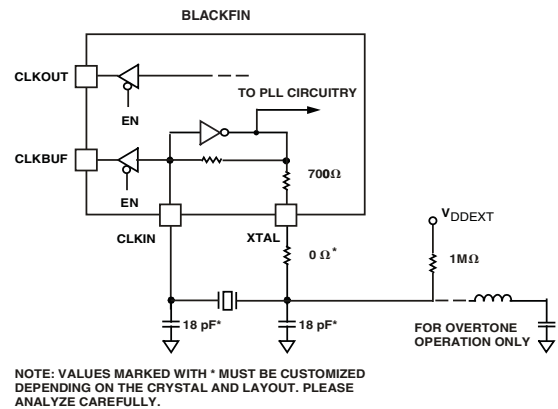 BLACKFIN
CLKOUT
TO PLL CIRCUITRY
EN
CLKBUF
700Ω
EN
VDDEXT
CLKIN
XTAL
0 Ω*
1MΩ
18 pF*
18 pF*
FOR OVERTONE
OPERATION ONLY
NOTE: VALUES MARKED WITH * MUST BE CUSTOMIZED
DEPENDING ON THE CRYSTAL AND LAYOUT. PLEASE
ANALYZE CAREFULLY.